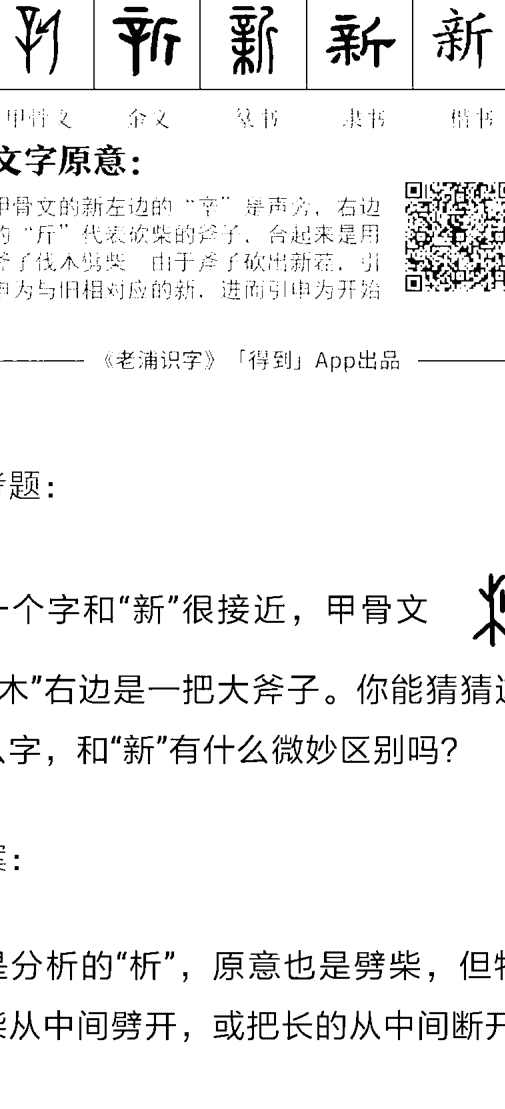 新 新 新 新
甲骨文 金文 篆书 隶书 楷书
文字原意：
甲骨文的新左边的“辛”是声旁，右边
的“斤”代表砍柴的斧子，合起来是用
斧子伐木劈柴 由于斧子砍出新茬，引
申为与旧相对应的新，进而引申为开始
《老浦识字》「得到」App出品
题：
一个字和“新”很接近，甲骨文
木”右边是一把大斧子。你能猜猜
字，和“新”有什么微妙区别吗？
：
是分析的“析”，原意也是劈柴，但
柴从中间劈开，或把长的从中间断开